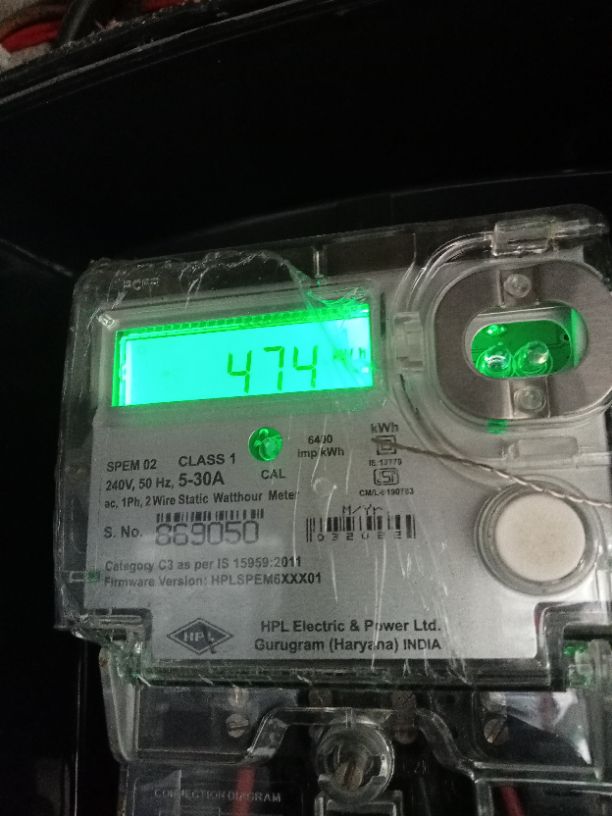 474
6400
imp/kWh
kWh
IS:13779
SPEM 02 CLASS 1
240V, 50 Hz, 5-30A CAL
ac, 1Ph, 2 Wire Static Watthour Meter
S. No. 869050
M/Yr
Category C3 as per IS 15959:2011
Firmware Version: HPLSPEM6XXX01
HPL
HPL Electric & Power Ltd.
Gurugram (Haryana) INDIA
CONNECTION DIAGRAM